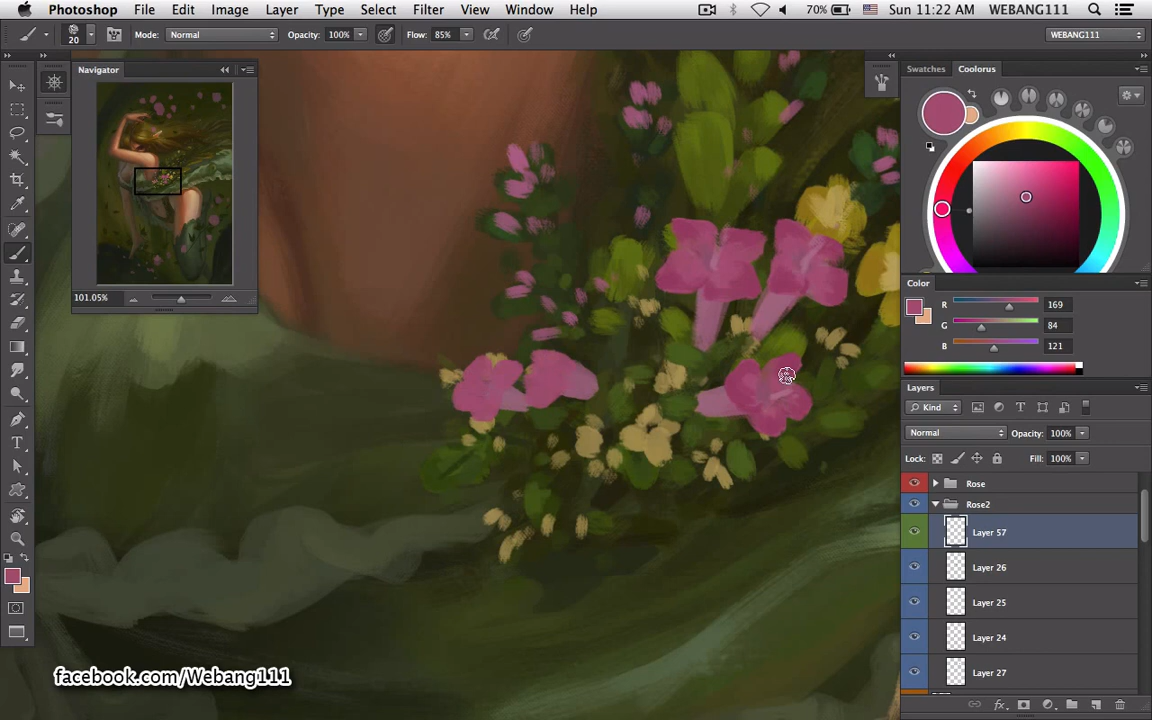 Photoshop File Edit Image Layer Type Select Filter View Window Help 70% Sun 11:22 AM WEBANG111
20 Mode: Normal Opacity: 100% Flow: 85% WEBANG111
Navigator
101.05%
Swatches Coolorus
Color
R 169
G 84
B 121
Layers
Kind
Normal Opacity: 100%
Lock: Fill: 100%
Rose
Rose2
Layer 57
Layer 26
Layer 25
Layer 24
Layer 27
fx
facebook.com/Webang111